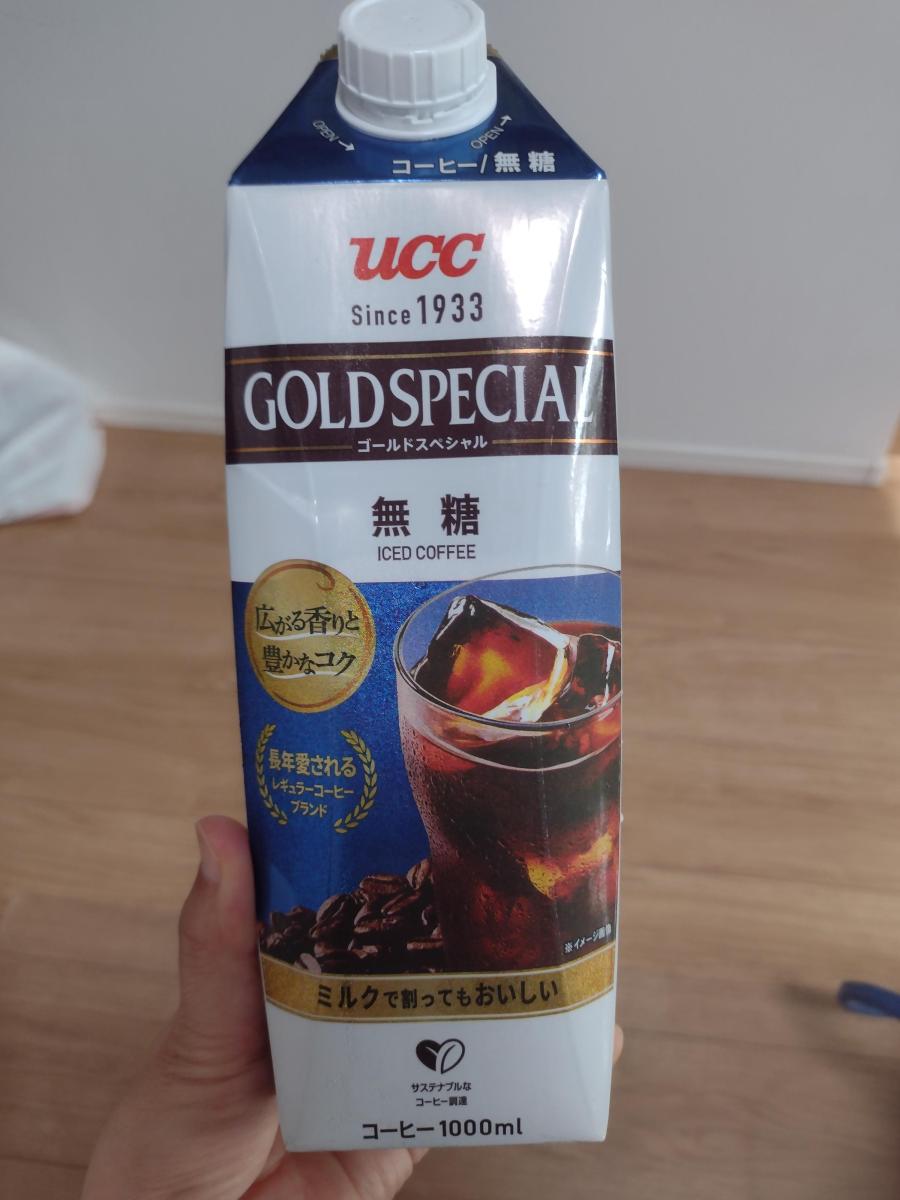 OPEN→
OPEN→
コーヒー/無糖
UCC
Since 1933
GOLD SPECIAL
ゴールドスペシャル
無糖
ICED COFFEE
広がる香りと
豊かなコク
長年愛される
レギュラーコーヒー
ブランド
※イメージ画像
ミルクで割ってもおいしい
サステナブルな
コーヒー調達
コーヒー1000ml